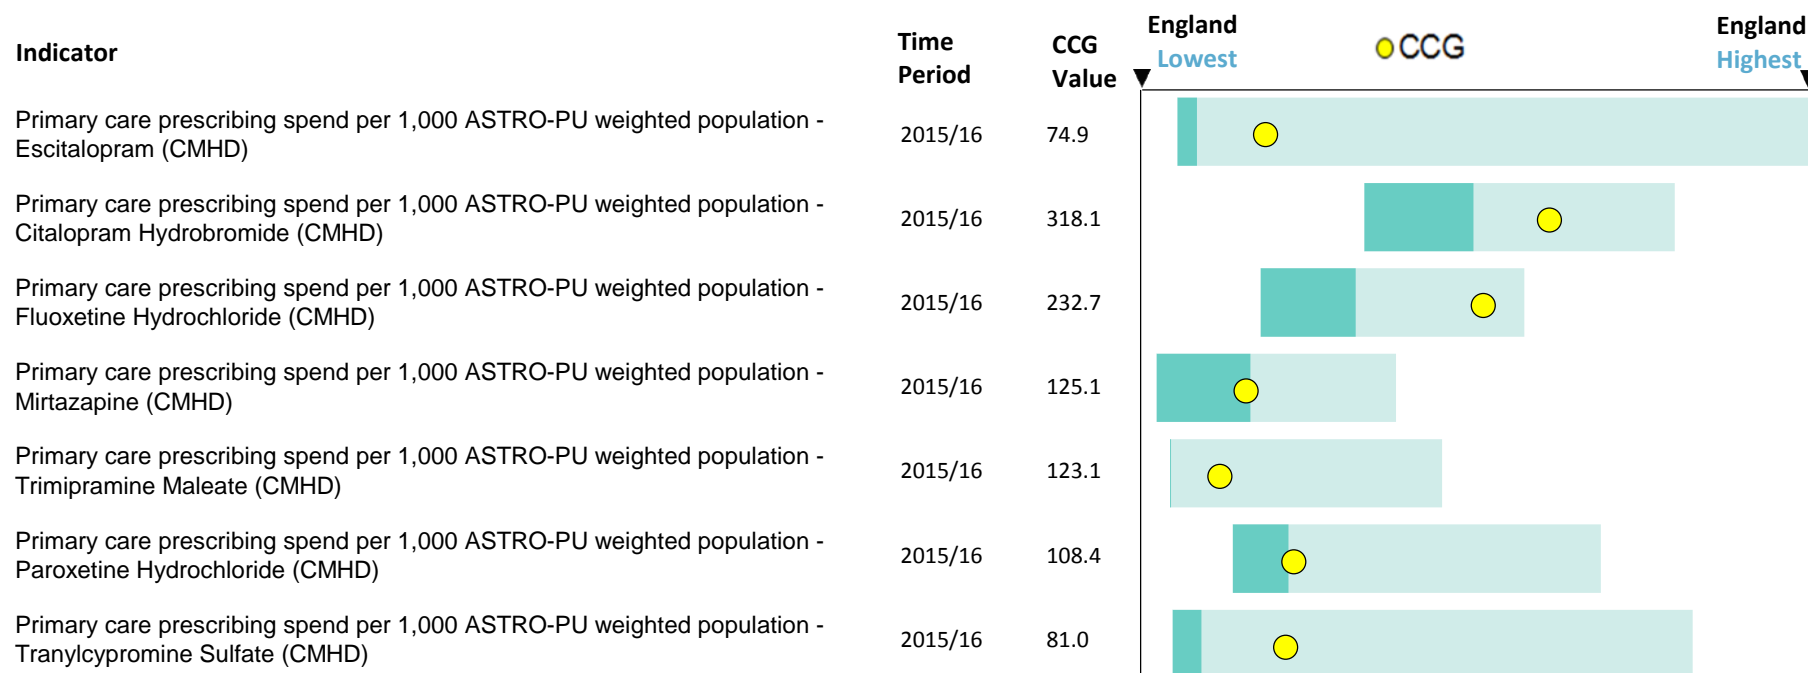 Indicator
Time
Period
CCG
Value
England
Lowest
CCG
England
Highest
Primary care prescribing spend per 1,000 ASTRO-PU weighted population -
Escitalopram (CMHD)
2015/16
74.9
Primary care prescribing spend per 1,000 ASTRO-PU weighted population -
Citalopram Hydrobromide (CMHD)
2015/16
318.1
Primary care prescribing spend per 1,000 ASTRO-PU weighted population -
Fluoxetine Hydrochloride (CMHD)
2015/16
232.7
Primary care prescribing spend per 1,000 ASTRO-PU weighted population -
Mirtazapine (CMHD)
2015/16
125.1
Primary care prescribing spend per 1,000 ASTRO-PU weighted population -
Trimipramine Maleate (CMHD)
2015/16
123.1
Primary care prescribing spend per 1,000 ASTRO-PU weighted population -
Paroxetine Hydrochloride (CMHD)
2015/16
108.4
Primary care prescribing spend per 1,000 ASTRO-PU weighted population -
Tranylcypromine Sulfate (CMHD)
2015/16
81.0